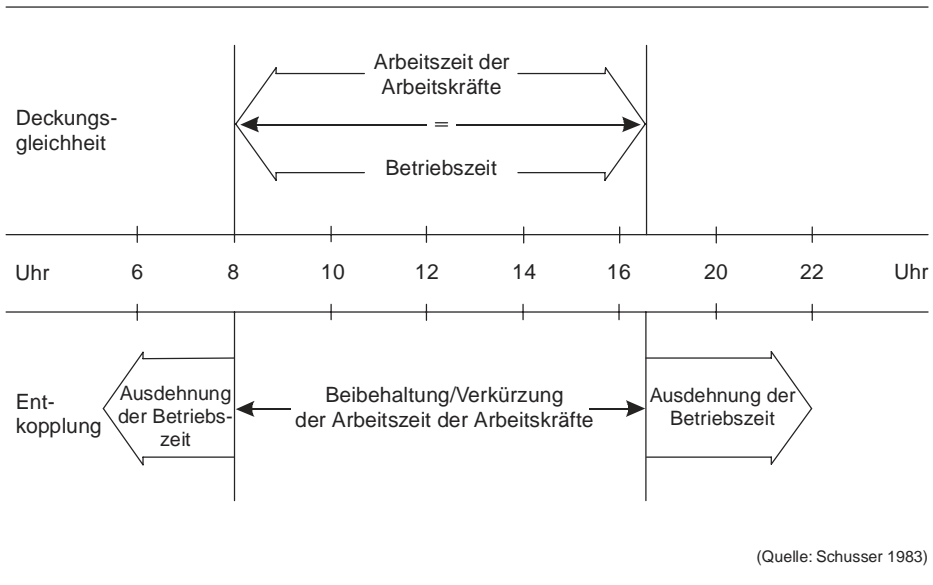 Arbeitszeit der
Arbeitskräfte
Deckungs-
gleichheit
=
Betriebszeit
Uhr 6 8 10 12 14 16 20 22 Uhr
Ent-
kopplung
Ausdehnung
der Betriebs-
zeit
Beibehaltung/Verkürzung
der Arbeitszeit der Arbeitskräfte
Ausdehnung der
Betriebszeit
(Quelle: Schusser 1983)